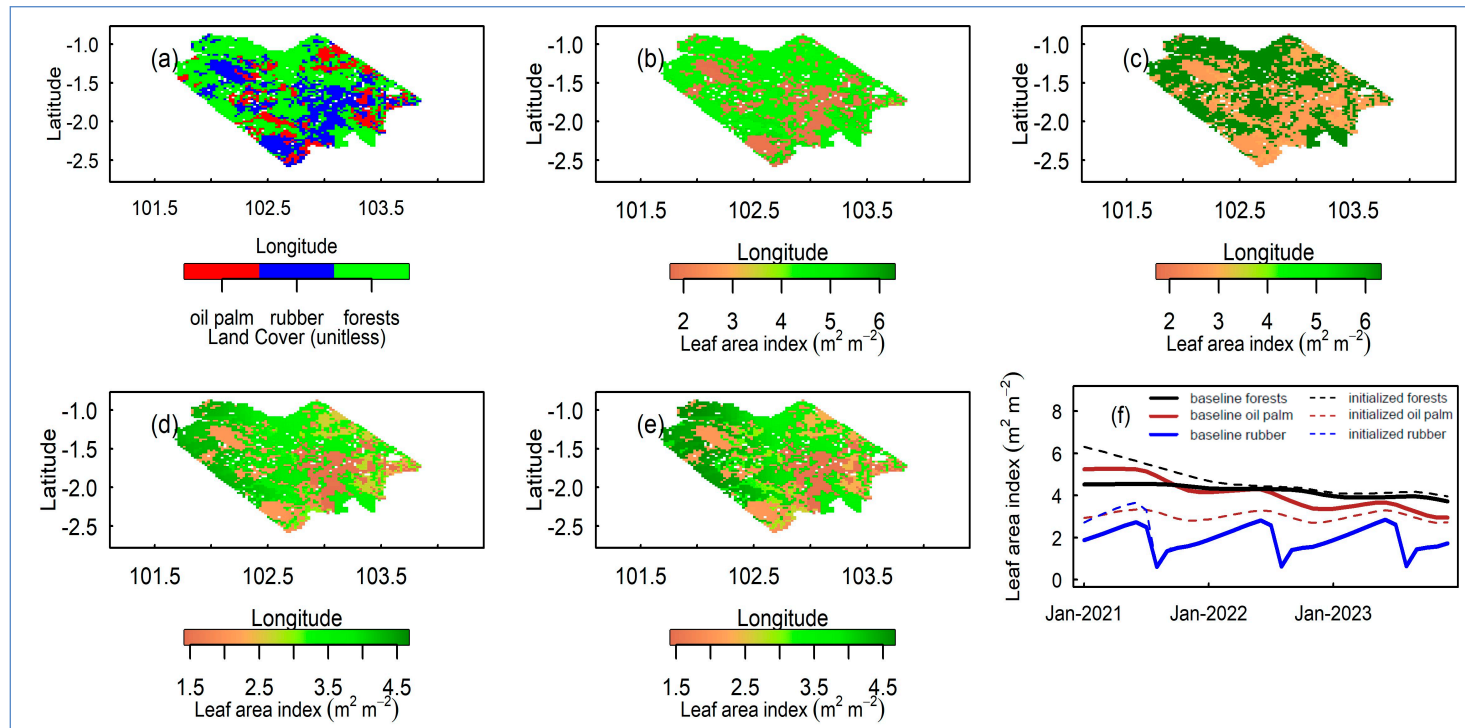 (a)
Latitude
-1.0
-1.5
-2.0
-2.5
101.5 102.5 103.5
Longitude
oil palm rubber forests
Land Cover (unitless)
(b)
Latitude
-1.0
-1.5
-2.0
-2.5
101.5 102.5 103.5
Longitude
2 3 4 5 6
Leaf area index (m² m⁻²)
(c)
Latitude
-1.0
-1.5
-2.0
-2.5
101.5 102.5 103.5
Longitude
2 3 4 5 6
Leaf area index (m² m⁻²)
(d)
Latitude
-1.0
-1.5
-2.0
-2.5
101.5 102.5 103.5
Longitude
1.5 2.5 3.5 4.5
Leaf area index (m² m⁻²)
(e)
Latitude
-1.0
-1.5
-2.0
-2.5
101.5 102.5 103.5
Longitude
1.5 2.5 3.5 4.5
Leaf area index (m² m⁻²)
(f)
Leaf area index (m² m⁻²)
baseline forests initialized forests
baseline oil palm initialized oil palm
baseline rubber initialized rubber
8
6
4
2
0
Jan-2021 Jan-2022 Jan-2023